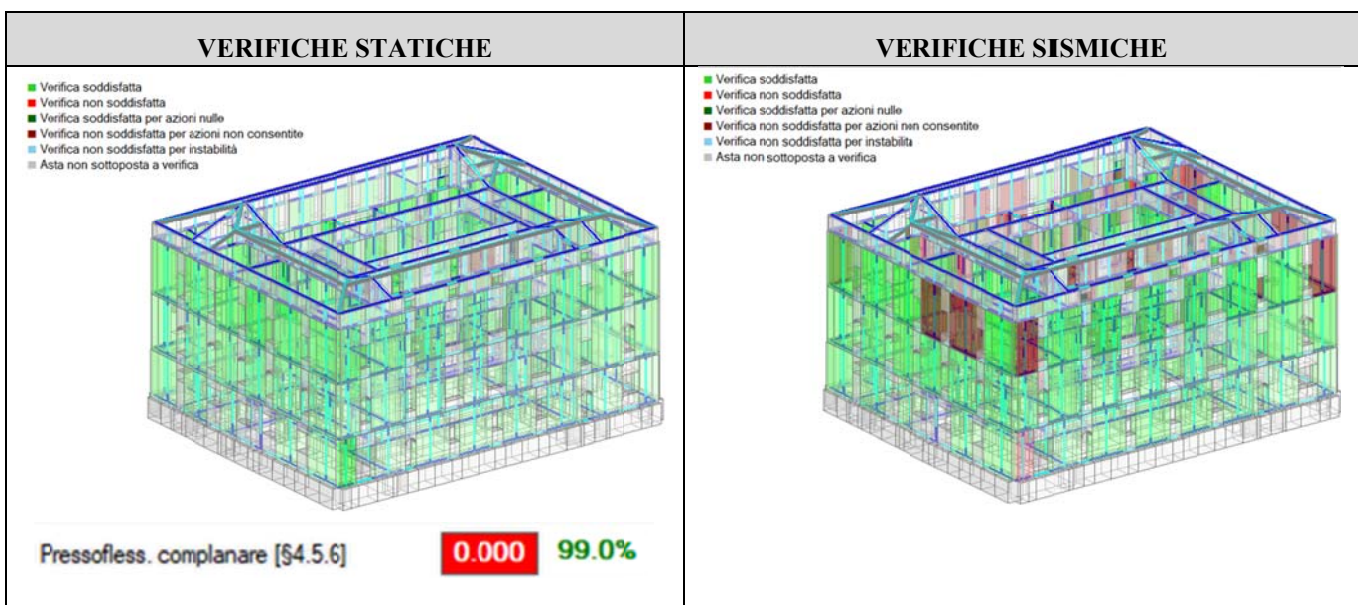 VERIFICHE STATICHE
VERIFICHE SISMICHE
Verifica soddisfatta
Verifica non soddisfatta
Verifica soddisfatta per azioni nulle
Verifica non soddisfatta per azioni non consentite
Verifica non soddisfatta per instabilità
Asta non sottoposta a verifica
Verifica soddisfatta
Verifica non soddisfatta
Verifica soddisfatta per azioni nulle
Verifica non soddisfatta per azioni non consentite
Verifica non soddisfatta per instabilità
Asta non sottoposta a verifica
Pressofless. complanare [§4.5.6] 0.000 99.0%